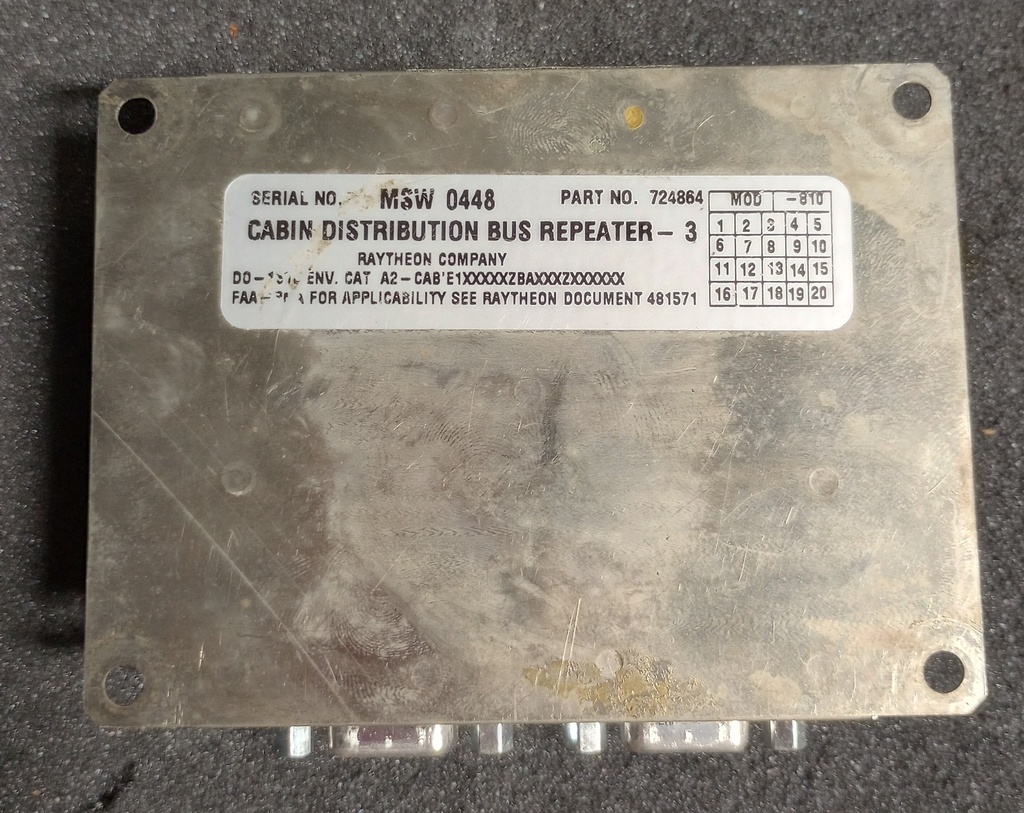 SERIAL NO. MSW 0448 PART NO. 724864 MOD -810
CABIN DISTRIBUTION BUS REPEATER - 3
RAYTHEON COMPANY
ENV. CAT A2-CAB'E1XXXXXZBAXXXZXXXXXX
FOR APPLICABILITY SEE RAYTHEON DOCUMENT 481571
1 2 3 4 5
6 7 8 9 10
11 12 13 14 15
16 17 18 19 20